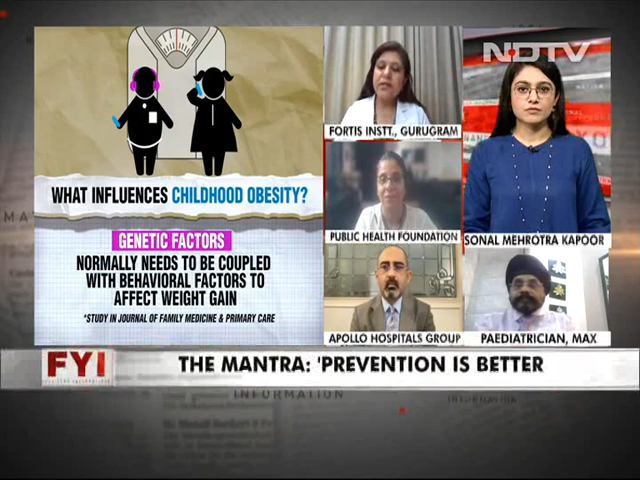 NDTV
WHAT INFLUENCES CHILDHOOD OBESITY?
GENETIC FACTORS
NORMALLY NEEDS TO BE COUPLED
WITH BEHAVIORAL FACTORS TO
AFFECT WEIGHT GAIN
*STUDY IN JOURNAL OF FAMILY MEDICINE & PRIMARY CARE
FORTIS INSTT., GURUGRAM
PUBLIC HEALTH FOUNDATION
APOLLO HOSPITALS GROUP
SONAL MEHROTRA KAPOOR
PAEDIATRICIAN, MAX
FYI
THE MANTRA: 'PREVENTION IS BETTER
INFORMATION